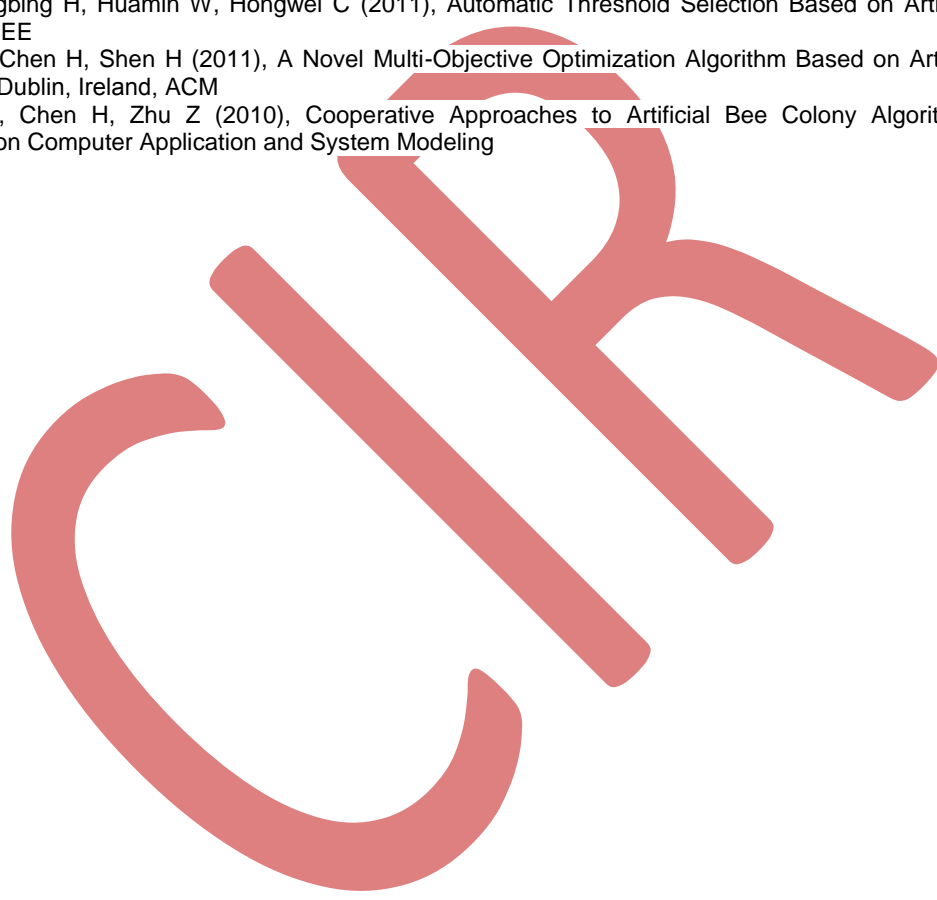 gbing H, Huamin W, Hongwei C (2011), Automatic Threshold Selection Based on Arti
EE
Chen H, Shen H (2011), A Novel Multi-Objective Optimization Algorithm Based on Art
Dublin, Ireland, ACM
, Chen H, Zhu Z (2010), Cooperative Approaches to Artificial Bee Colony Algorit
on Computer Application and System Modeling
CIR